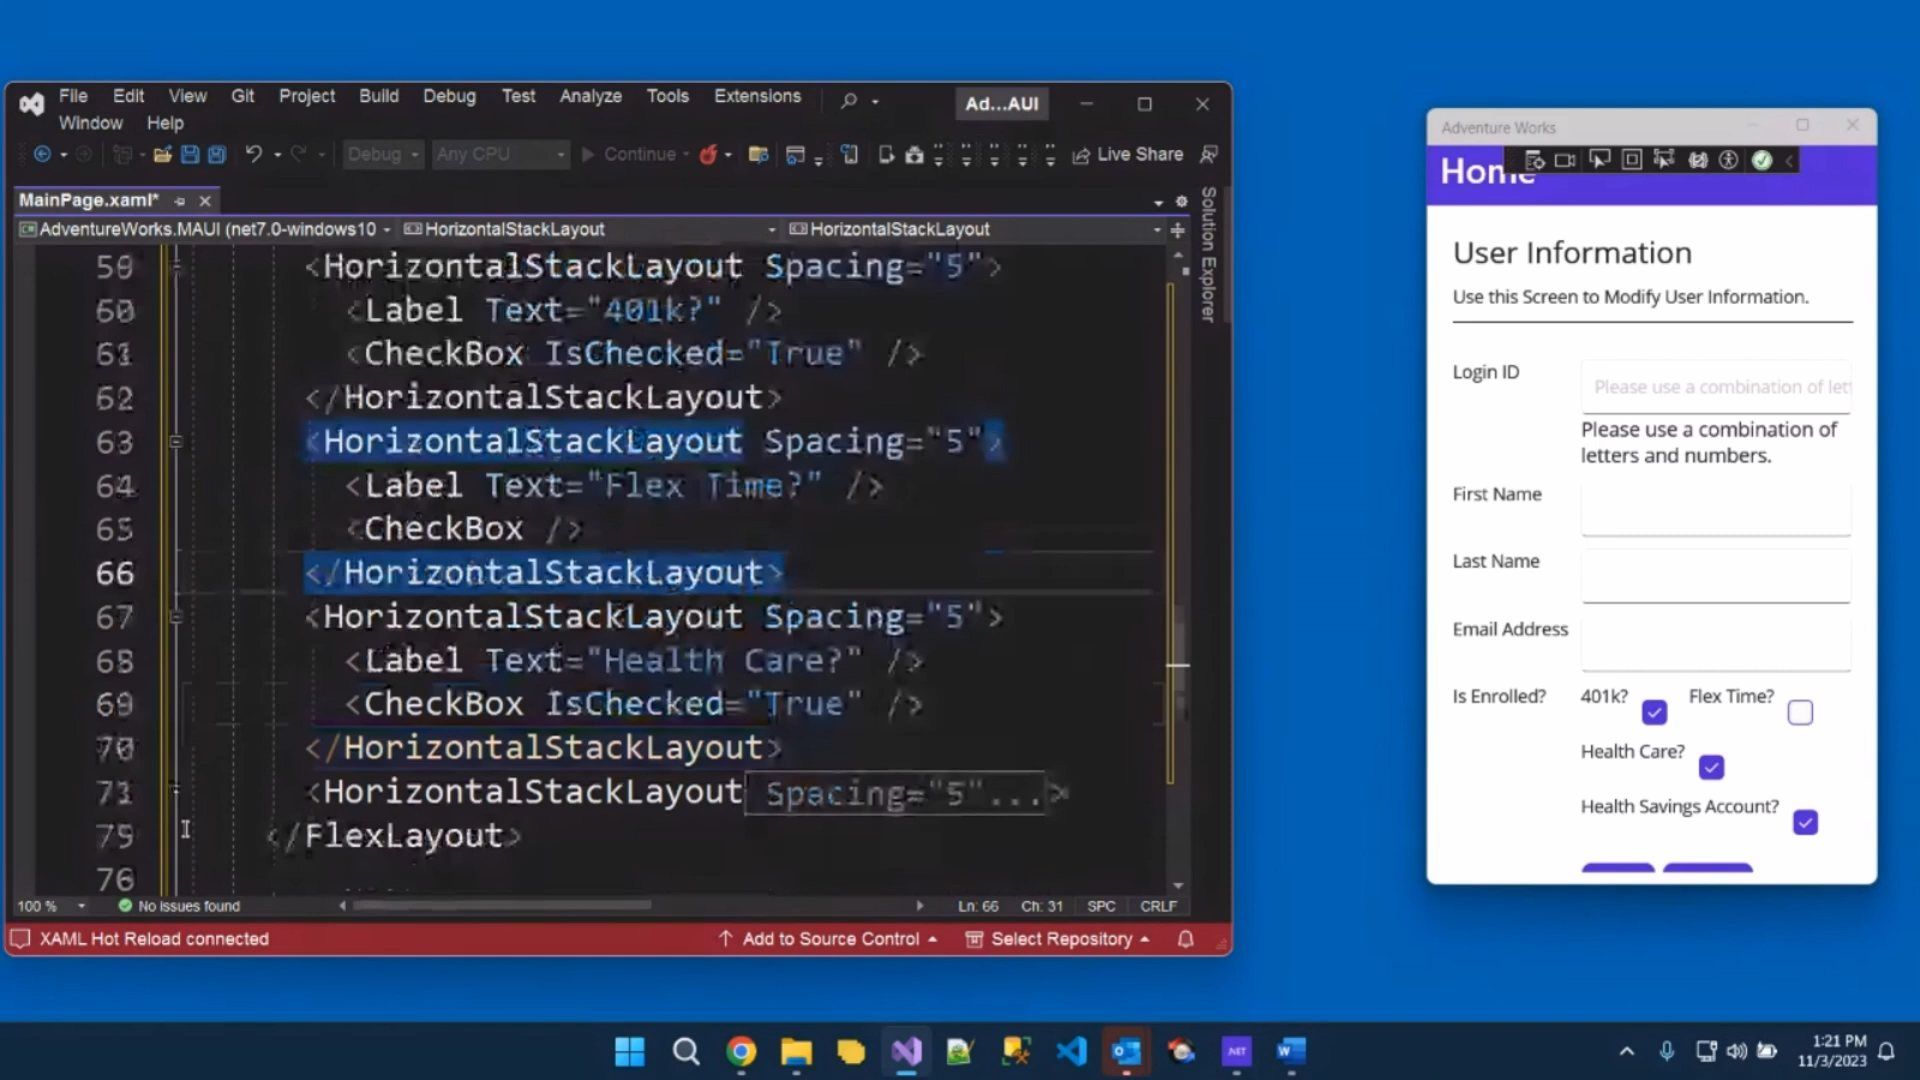 File Edit View Git Project Build Debug Test Analyze Tools Extensions
Window Help
Ad...AUI
Debug Any CPU Continue Live Share
MainPage.xaml*
AdventureWorks.MAUI (net7.0-windows10 HorizontalStackLayout HorizontalStackLayout
Solution Explorer
59 <HorizontalStackLayout Spacing="5">
60 <Label Text="401k?" />
61 <CheckBox IsChecked="True" />
62 </HorizontalStackLayout>
63 <HorizontalStackLayout Spacing="5">
64 <Label Text="Flex Time?" />
65 <CheckBox />
66 </HorizontalStackLayout>
67 <HorizontalStackLayout Spacing="5">
68 <Label Text="Health Care?" />
69 <CheckBox IsChecked="True" />
70 </HorizontalStackLayout>
71 <HorizontalStackLayout Spacing="5"...>
75 </FlexLayout>
76
100 % No issues found Ln: 66 Ch: 31 SPC CRLF
XAML Hot Reload connected Add to Source Control Select Repository
Adventure Works
Home
User Information
Use this Screen to Modify User Information.
Login ID Please use a combination of let
Please use a combination of
letters and numbers.
First Name
Last Name
Email Address
Is Enrolled? 401k? Flex Time?
Health Care?
Health Savings Account?
.NET
1:21 PM
11/3/2023